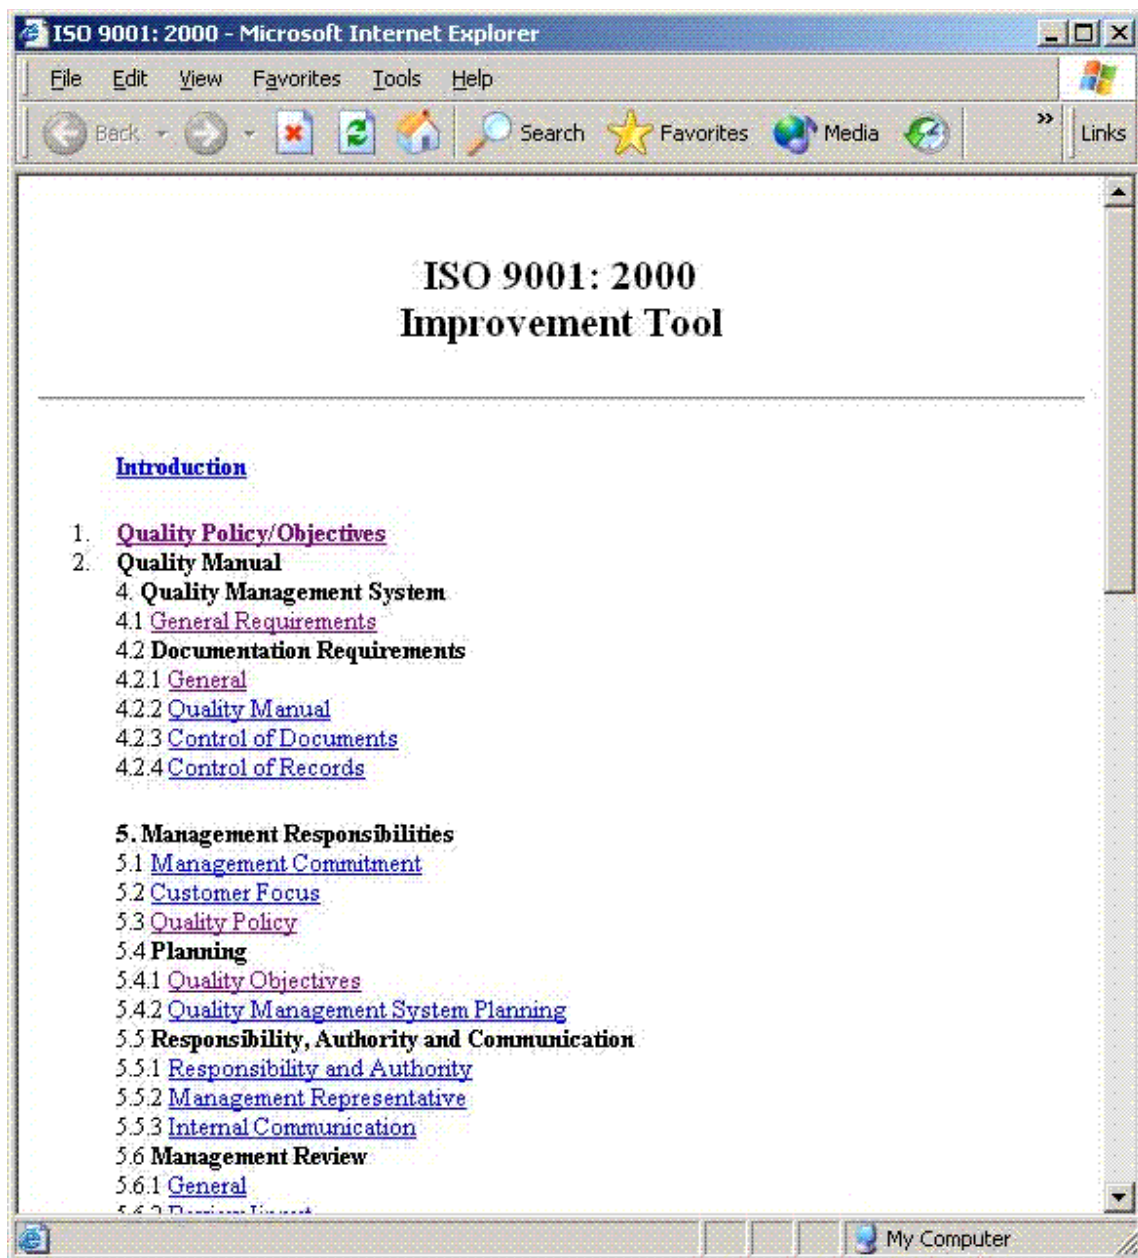 ISO 9001: 2000 - Microsoft Internet Explorer
File Edit View Favorites Tools Help
Back Search Favorites Media » Links
ISO 9001: 2000
Improvement Tool
Introduction
1. Quality Policy/Objectives
2. Quality Manual
4. Quality Management System
4.1 General Requirements
4.2 Documentation Requirements
4.2.1 General
4.2.2 Quality Manual
4.2.3 Control of Documents
4.2.4 Control of Records
5. Management Responsibilities
5.1 Management Commitment
5.2 Customer Focus
5.3 Quality Policy
5.4 Planning
5.4.1 Quality Objectives
5.4.2 Quality Management System Planning
5.5 Responsibility, Authority and Communication
5.5.1 Responsibility and Authority
5.5.2 Management Representative
5.5.3 Internal Communication
5.6 Management Review
5.6.1 General
My Computer